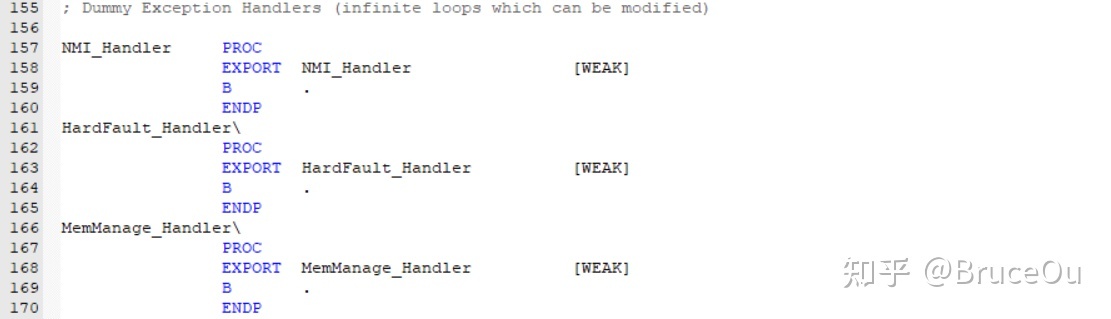 155 ; Dummy Exception Handlers (infinite loops which can be modified)
156
157 NMI_Handler PROC
158 EXPORT NMI_Handler [WEAK]
159 B .
160 ENDP
161 HardFault_Handler\
162 PROC
163 EXPORT HardFault_Handler [WEAK]
164 B .
165 ENDP
166 MemManage_Handler\
167 PROC
168 EXPORT MemManage_Handler [WEAK]
169 B .
170 ENDP
知乎 @BruceOu